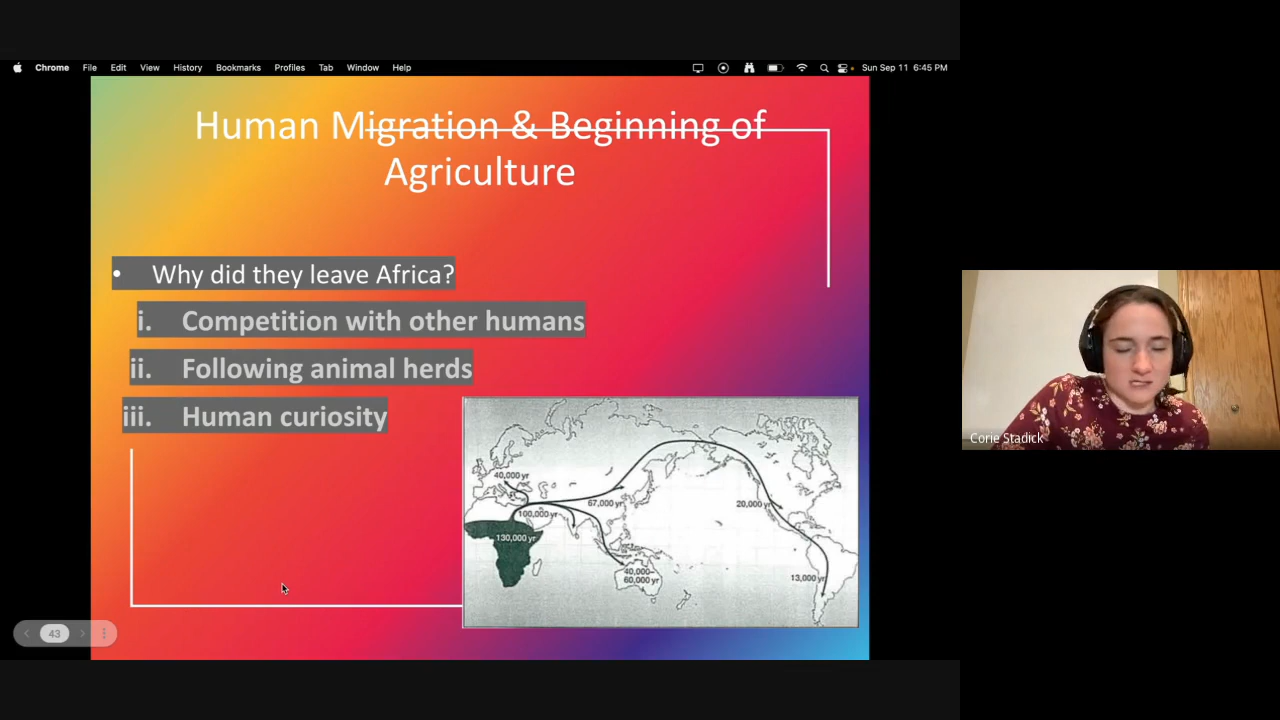 Chrome File Edit View History Bookmarks Profiles Tab Window Help Sun Sep 11 6:45 PM
Human Migration & Beginning of
Agriculture
• Why did they leave Africa?
i. Competition with other humans
ii. Following animal herds
iii. Human curiosity
40,000 yr
67,000 yr
20,000 yr
100,000 yr
130,000 yr
40,000–
60,000 yr
13,000 yr
Corie Stadick
43